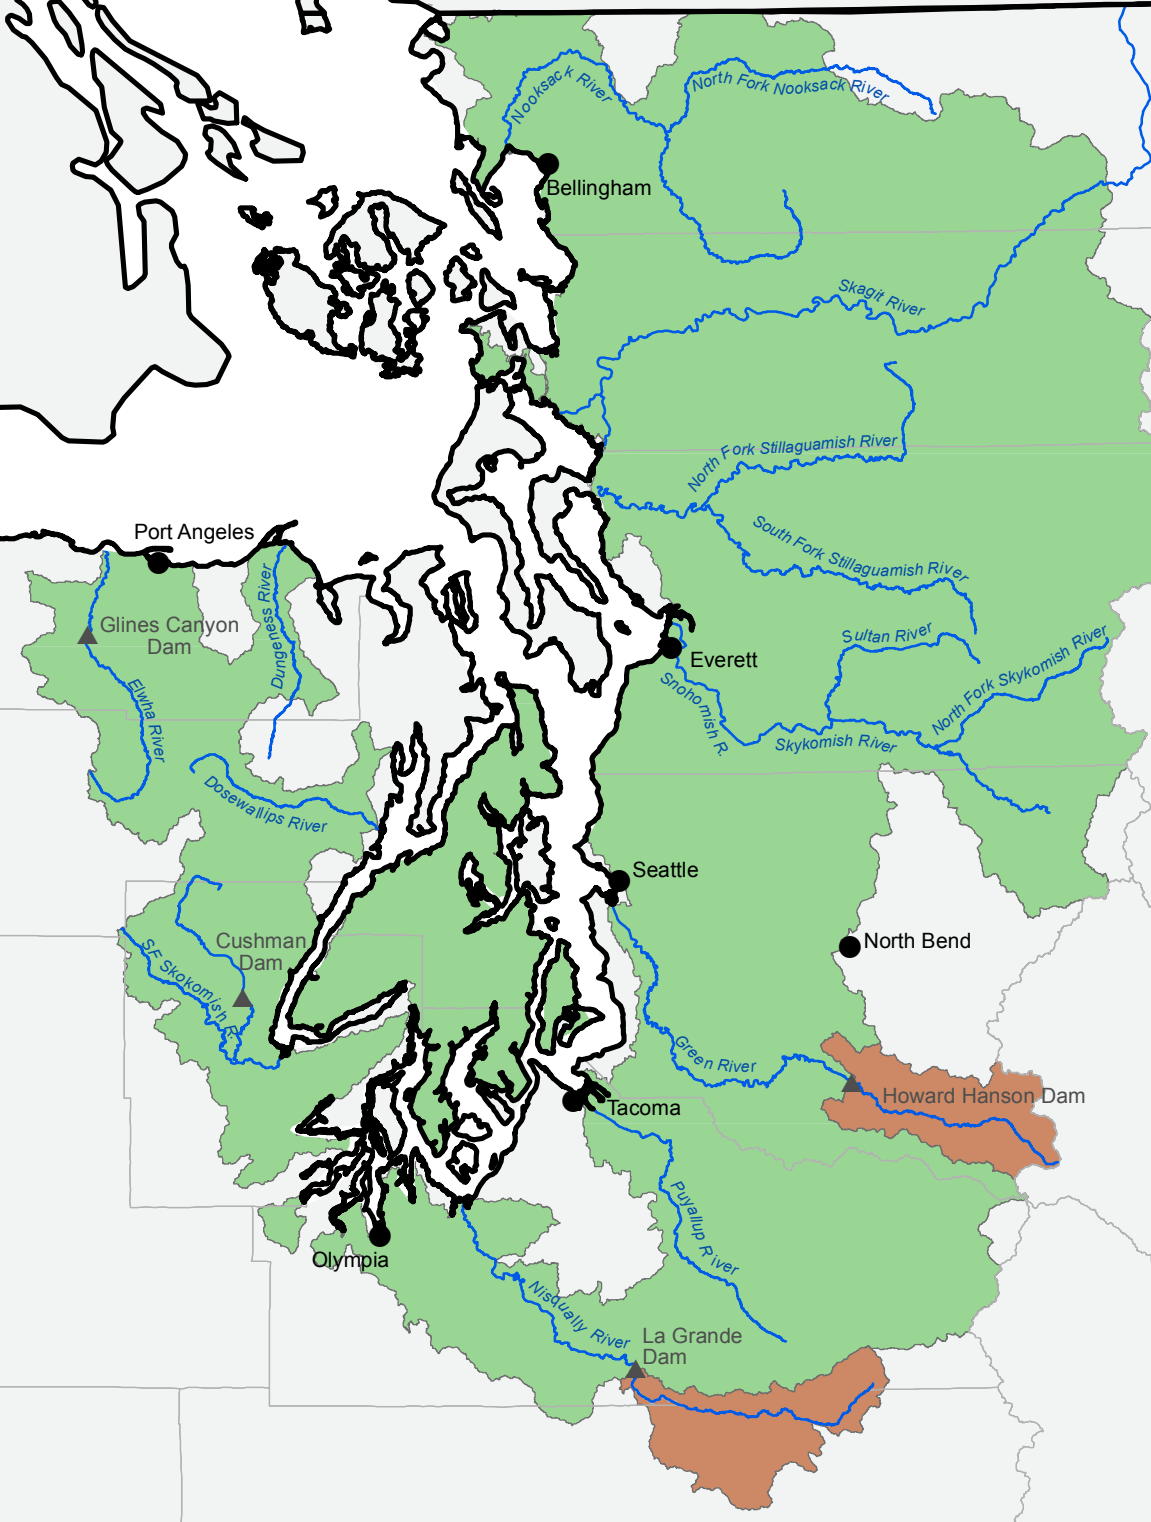 Nooksack River
North Fork Nooksack River
Bellingham
Skagit River
North Fork Stillaguamish River
Port Angeles
South Fork Stillaguamish River
Dungeness River
Glines Canyon
Dam
Sultan River
North Fork Skykomish River
Everett
Elwha River
Snohomish R.
Skykomish River
Dosewallips River
Seattle
Cushman
Dam
North Bend
SF Skokomish R.
Green River
Howard Hanson Dam
Tacoma
Puyallup River
Olympia
Nisqually River
La Grande
Dam